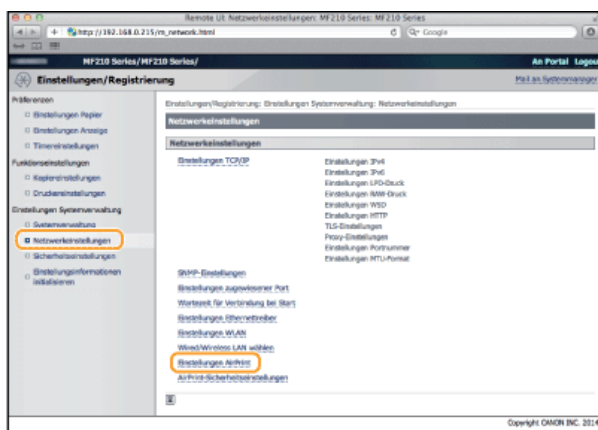 Remote UI: Netzwerkeinstellungen: MF210 Series: MF210 Series
http://192.168.0.215/m_network.html
Google
MF210 Series/MF210 Series/
An Portal Logou
Einstellungen/Registrierung
Mail an Systemmanager
Präferenzen
Einstellungen Papier
Einstellungen Anzeige
Timereinstellungen
Funktionseinstellungen
Kopiereinstellungen
Druckereinstellungen
Einstellungen Systemverwaltung
Systemverwaltung
Netzwerkeinstellungen
Sicherheitseinstellungen
Einstellungsinformationen
initialisieren
Einstellungen/Registrierung: Einstellungen Systemverwaltung: Netzwerkeinstellungen
Netzwerkeinstellungen
Netzwerkeinstellungen
Einstellungen TCP/IP
Einstellungen IPv4
Einstellungen IPv6
Einstellungen LPD-Druck
Einstellungen RAW-Druck
Einstellungen WSD
Einstellungen HTTP
TLS-Einstellungen
Proxy-Einstellungen
Einstellungen Portnummer
Einstellungen MTU-Format
SNMP-Einstellungen
Einstellungen zugewiesener Port
Wartezeit für Verbindung bei Start
Einstellungen Ethernettreiber
Einstellungen WLAN
Wired/Wireless LAN wählen
Einstellungen AirPrint
AirPrint-Sicherheitseinstellungen
Copyright CANON INC. 2014